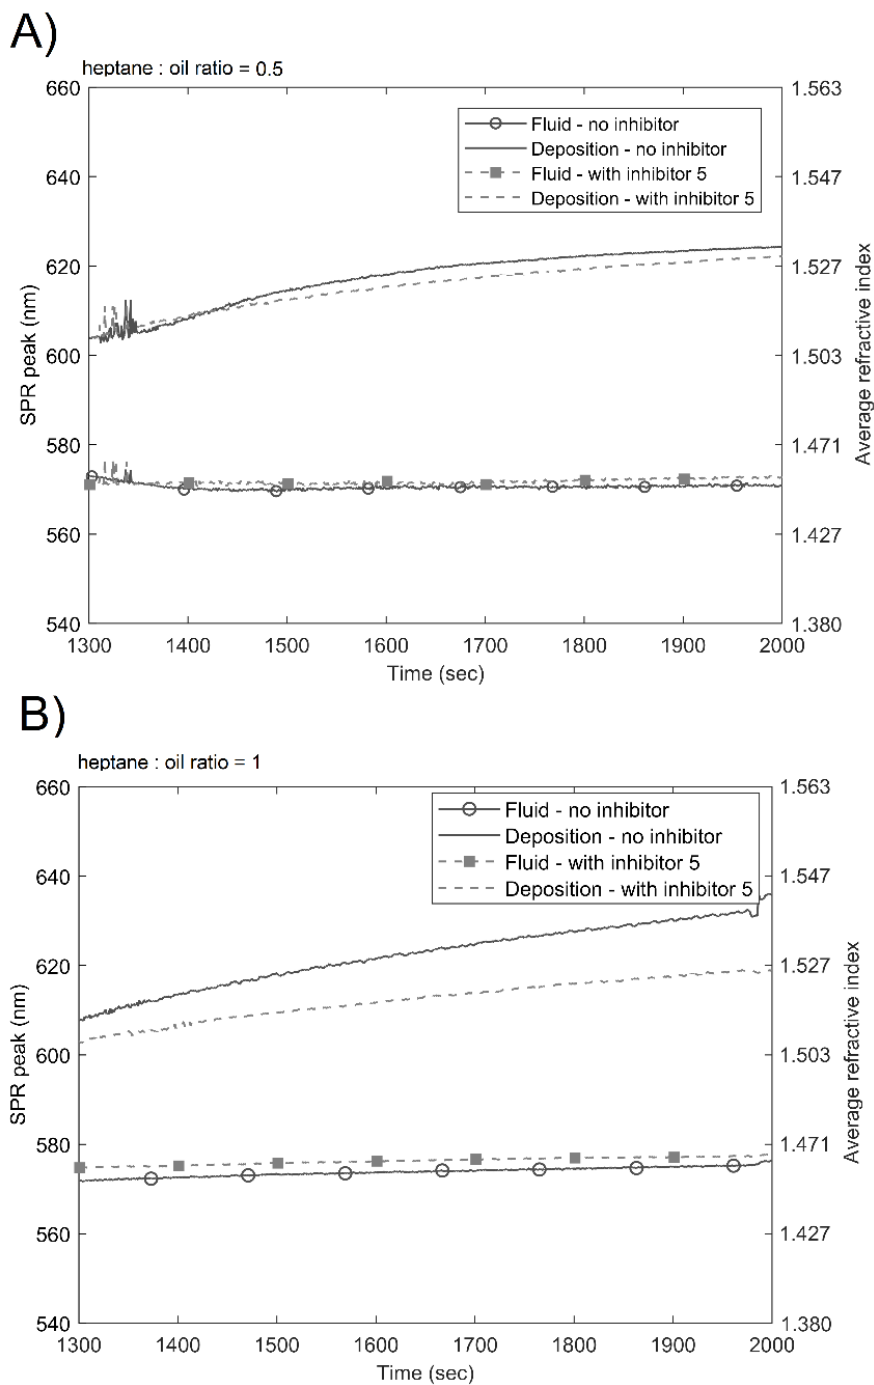 A)
heptane : oil ratio = 0.5
660
640
620
600
580
560
540
SPR peak (nm)
1.563
1.547
1.527
1.503
1.471
1.427
1.380
Average refractive index
Fluid - no inhibitor
Deposition - no inhibitor
Fluid - with inhibitor 5
Deposition - with inhibitor 5
1300 1400 1500 1600 1700 1800 1900 2000
Time (sec)
B)
heptane : oil ratio = 1
660
640
620
600
580
560
540
SPR peak (nm)
1.563
1.547
1.527
1.503
1.471
1.427
1.380
Average refractive index
Fluid - no inhibitor
Deposition - no inhibitor
Fluid - with inhibitor 5
Deposition - with inhibitor 5
1300 1400 1500 1600 1700 1800 1900 2000
Time (sec)